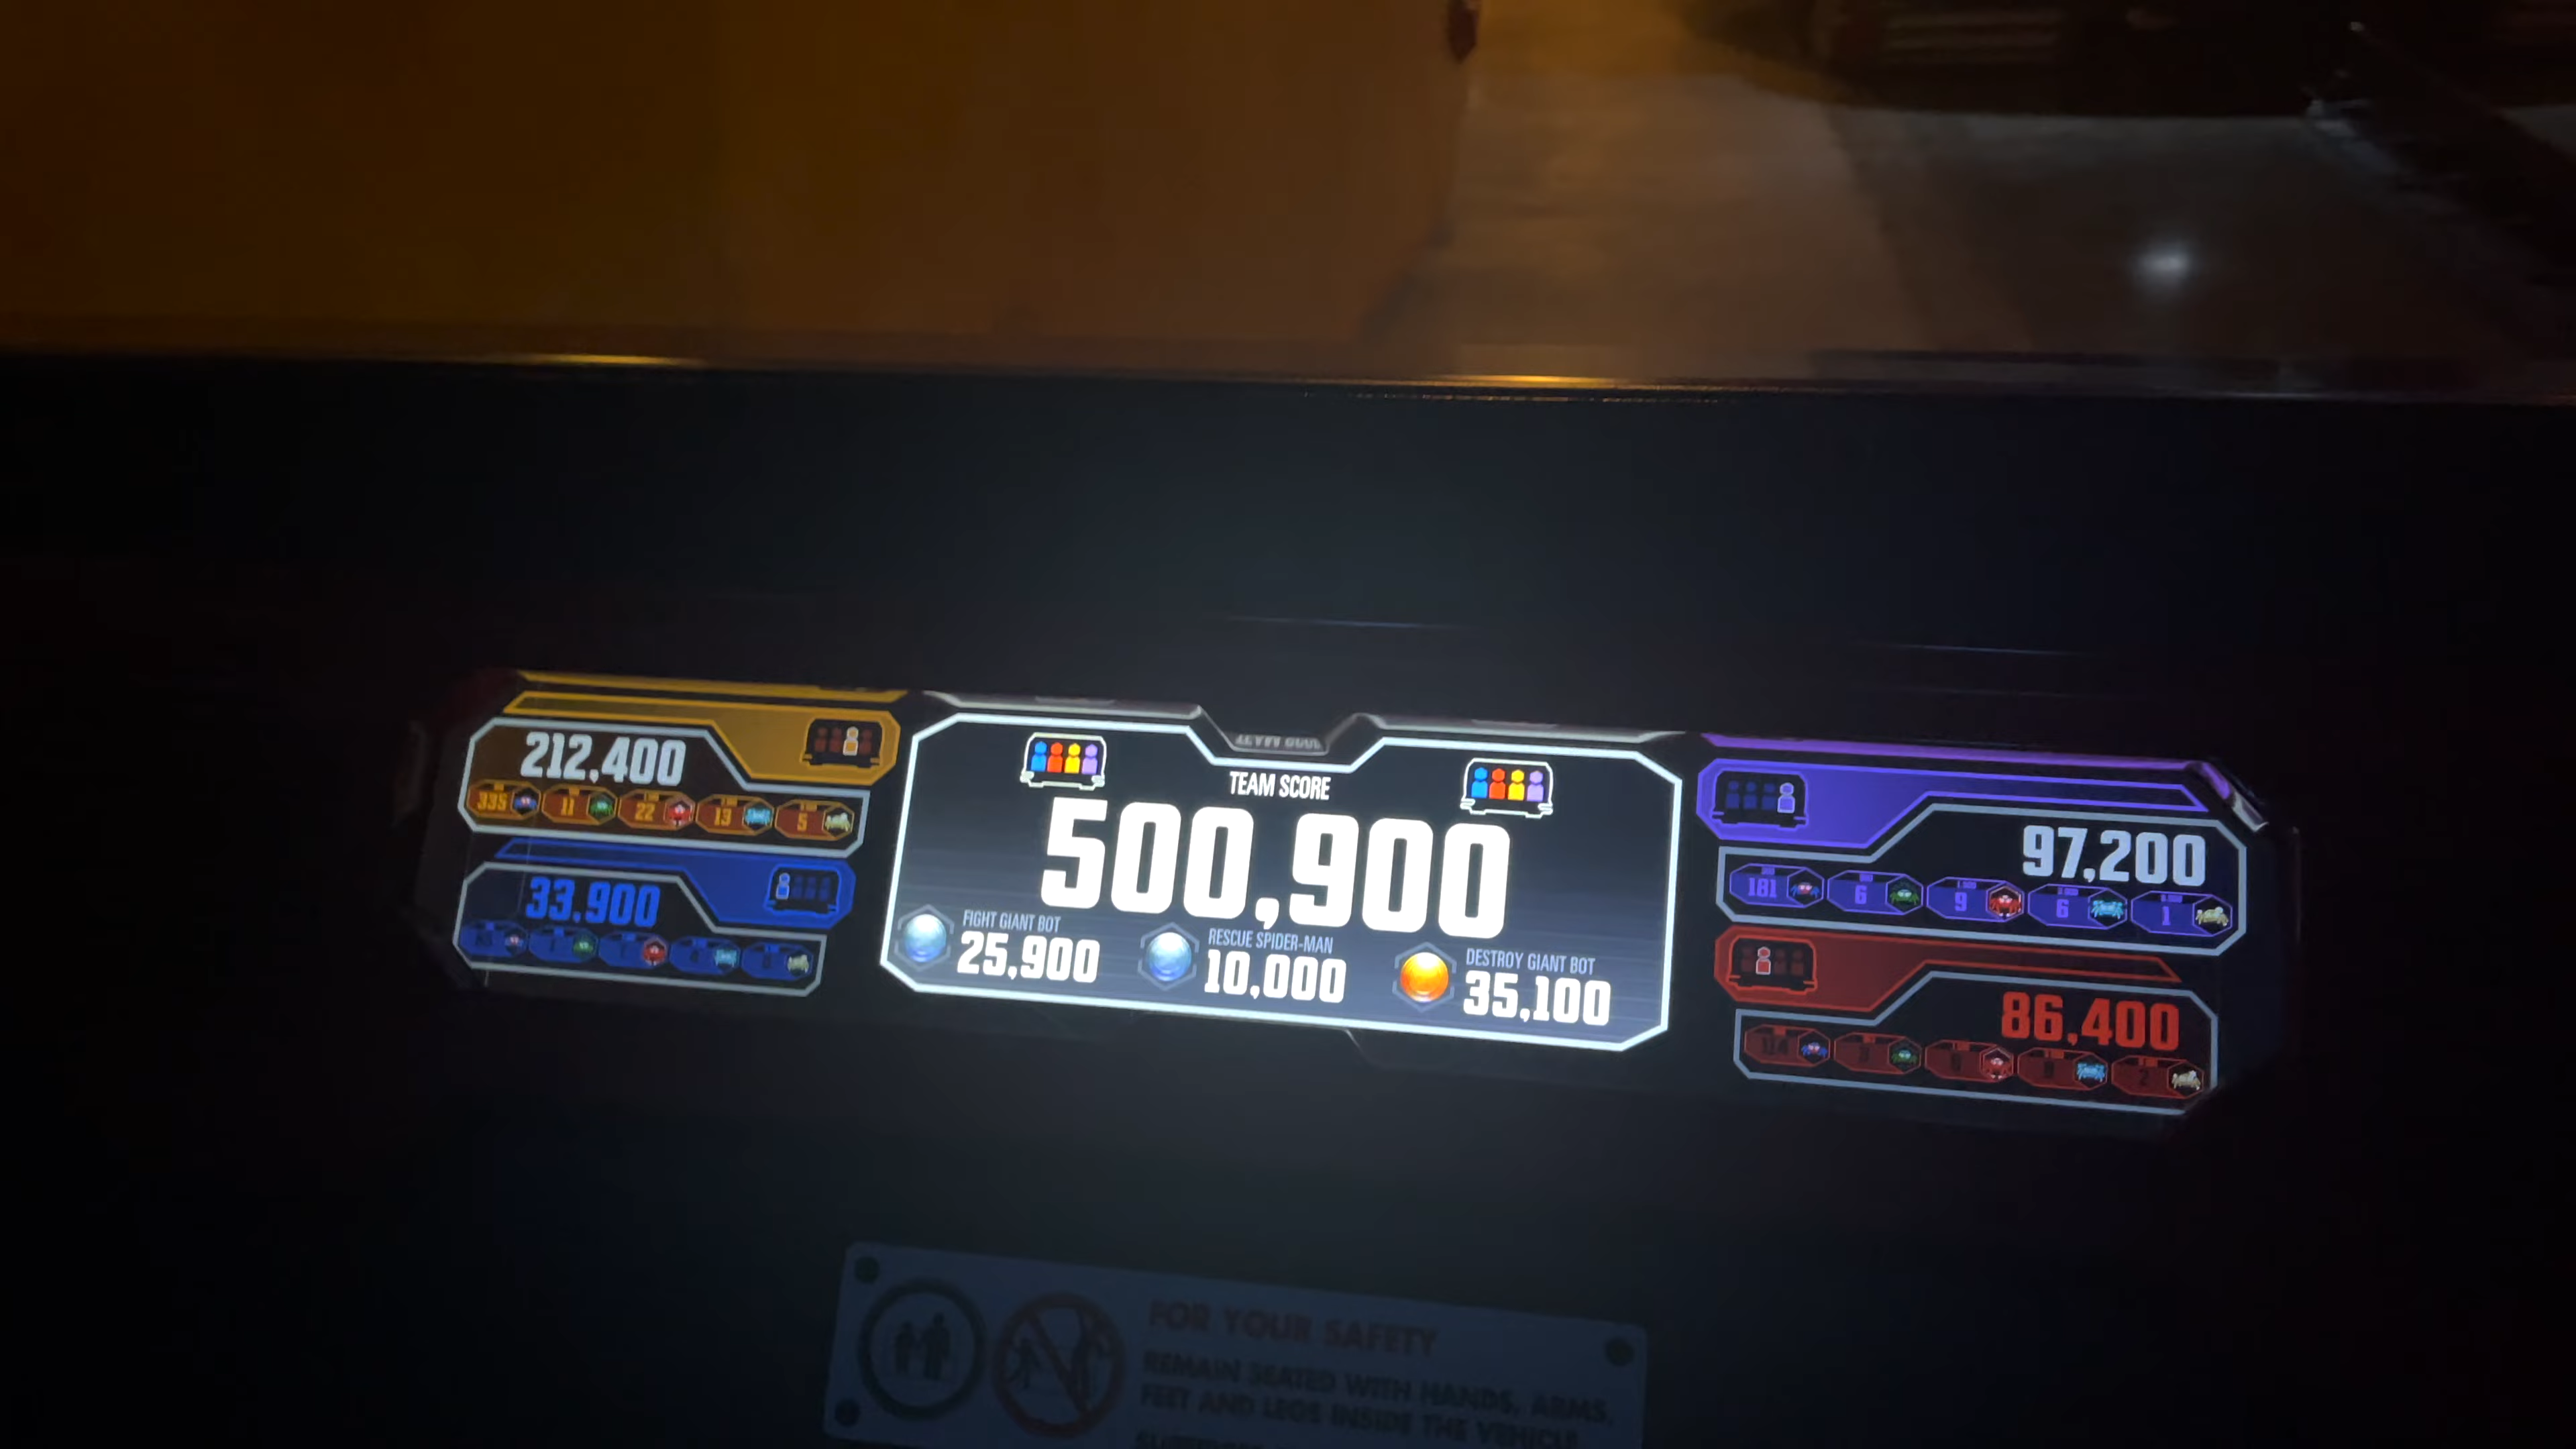 212,400
335 11 22 13 5
33,900
TEAM SCORE
500,900
FIGHT GIANT BOT
25,900
RESCUE SPIDER-MAN
10,000
DESTROY GIANT BOT
35,100
97,200
181 6 9 6 1
86,400
2
FOR YOUR SAFETY
REMAIN SEATED WITH HANDS, ARMS,
FEET AND LEGS INSIDE THE VEHICLE